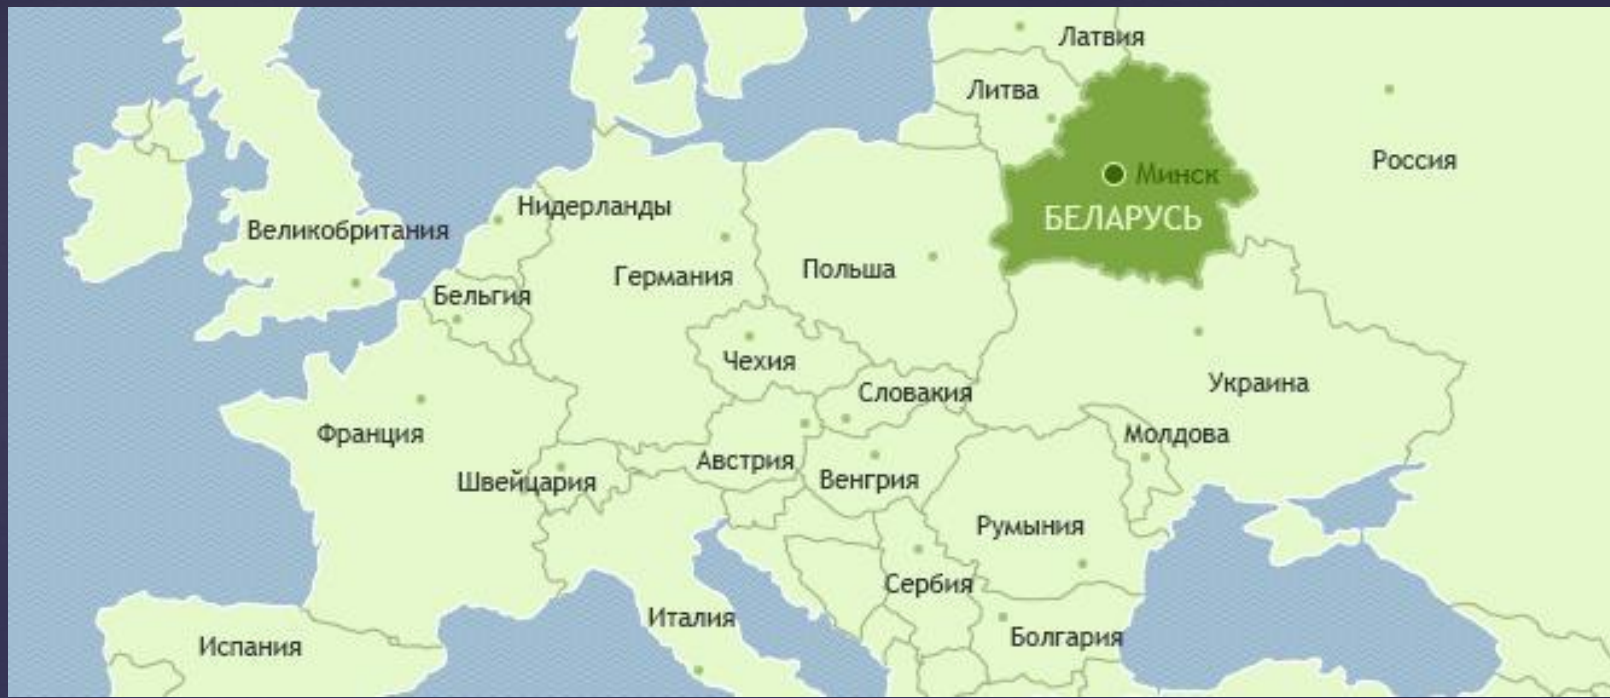 Латвия
Литва
Россия
Минск
БЕЛАРУСЬ
Нидерланды
Великобритания
Германия
Польша
Бельгия
Чехия
Словакия
Украина
Франция
Молдова
Австрия
Швейцария
Венгрия
Румыния
Сербия
Италия
Болгария
Испания